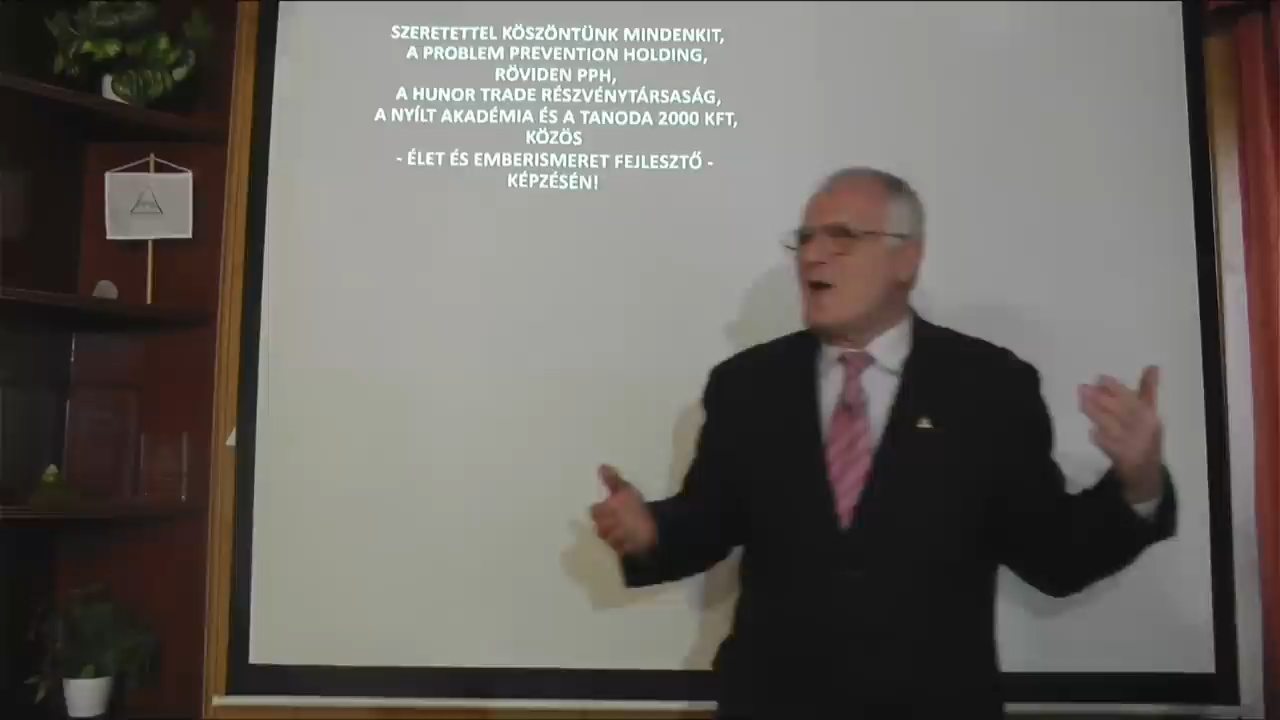 SZERETETTEL KÖSZÖNTÜNK MINDENKIT,
A PROBLEM PREVENTION HOLDING,
RÖVIDEN PPH,
A HUNOR TRADE RÉSZVÉNYTÁRSASÁG,
A NYÍLT AKADÉMIA ÉS A TANODA 2000 KFT,
KÖZÖS
- ÉLET ÉS EMBERISMERET FEJLESZTŐ -
KÉPZÉSÉN!